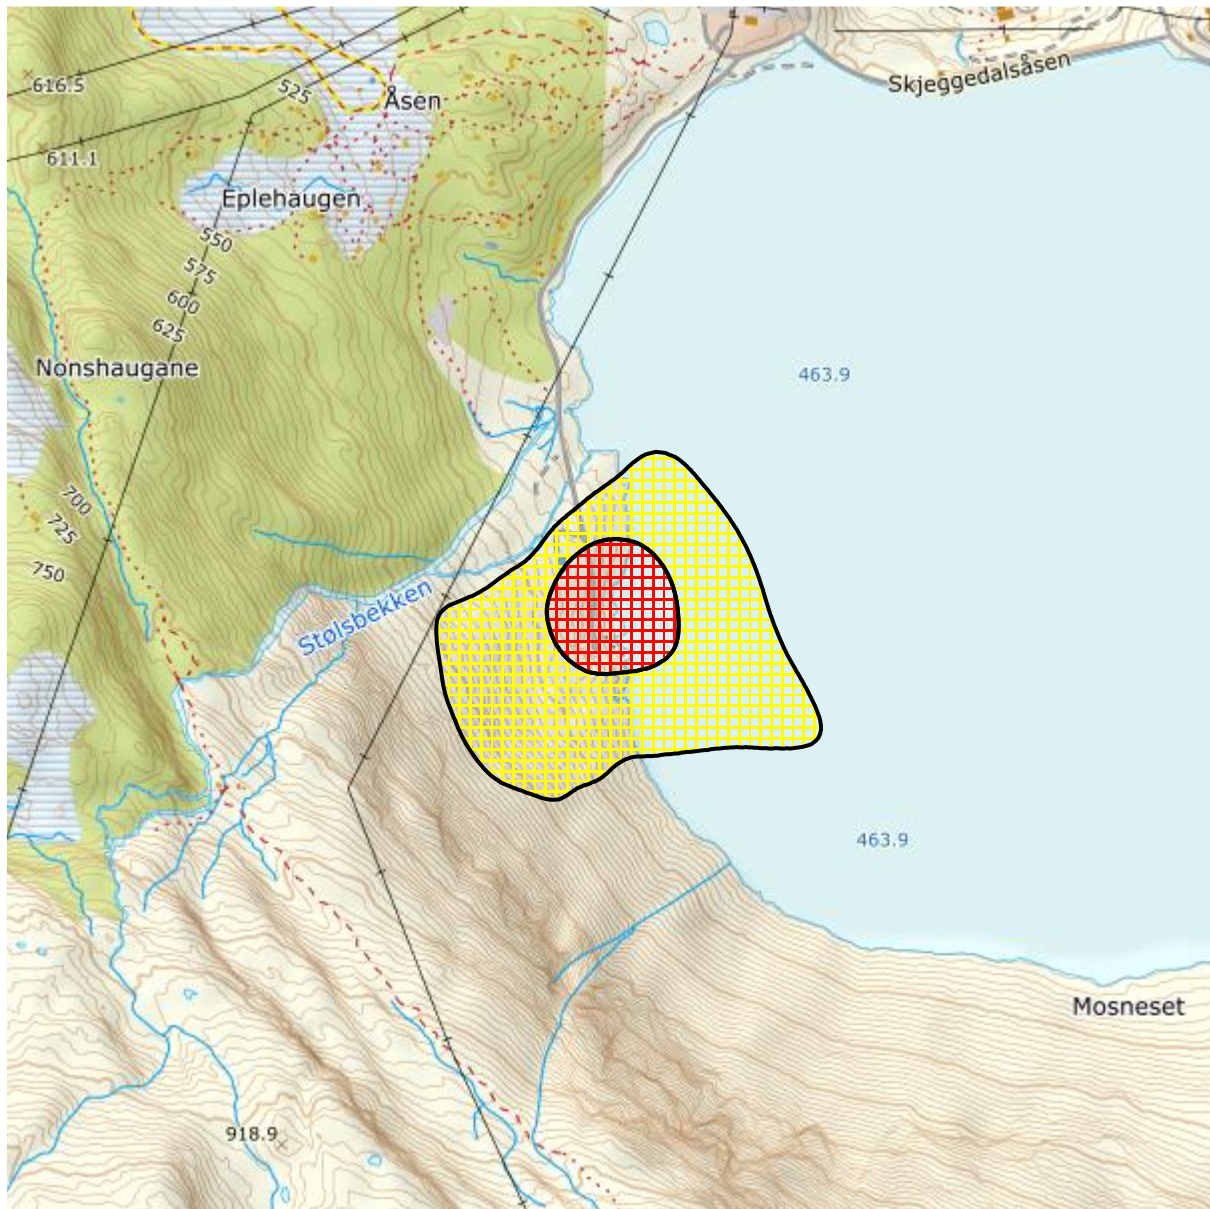 Skjeggedalsåsen
616.5
525
Åsen
611.1
Eplehaugen
550
575
600
625
Nonshaugane
463.9
700
725
750
Stølsbekken
463.9
Mosneset
918.9